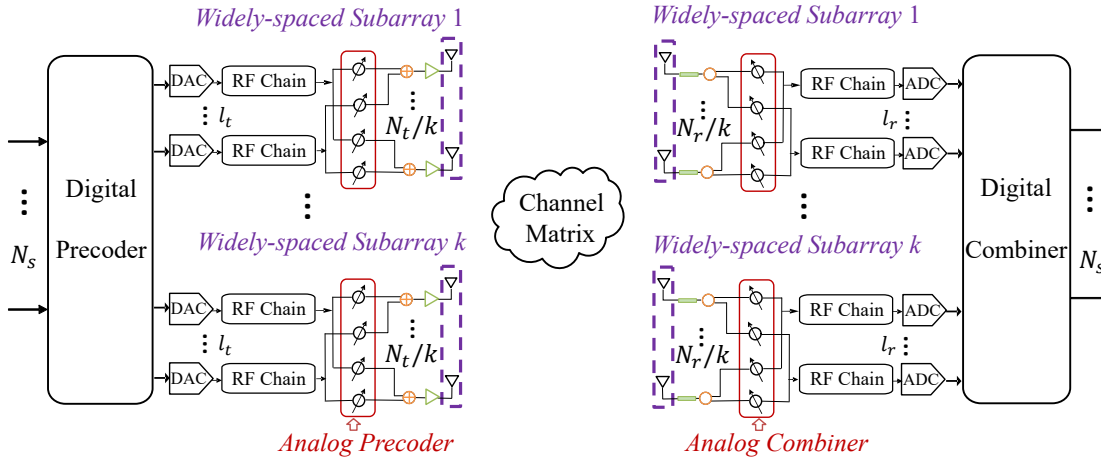 Widely-spaced Subarray 1
Widely-spaced Subarray 1
DAC
RF Chain
RF Chain
ADC
l_t
N_t/k
N_r/k
l_r
DAC
RF Chain
RF Chain
ADC
Digital
Precoder
N_s
Channel
Matrix
Digital
Combiner
N_s
Widely-spaced Subarray k
Widely-spaced Subarray k
DAC
RF Chain
RF Chain
ADC
l_t
N_t/k
N_r/k
l_r
DAC
RF Chain
RF Chain
ADC
Analog Precoder
Analog Combiner